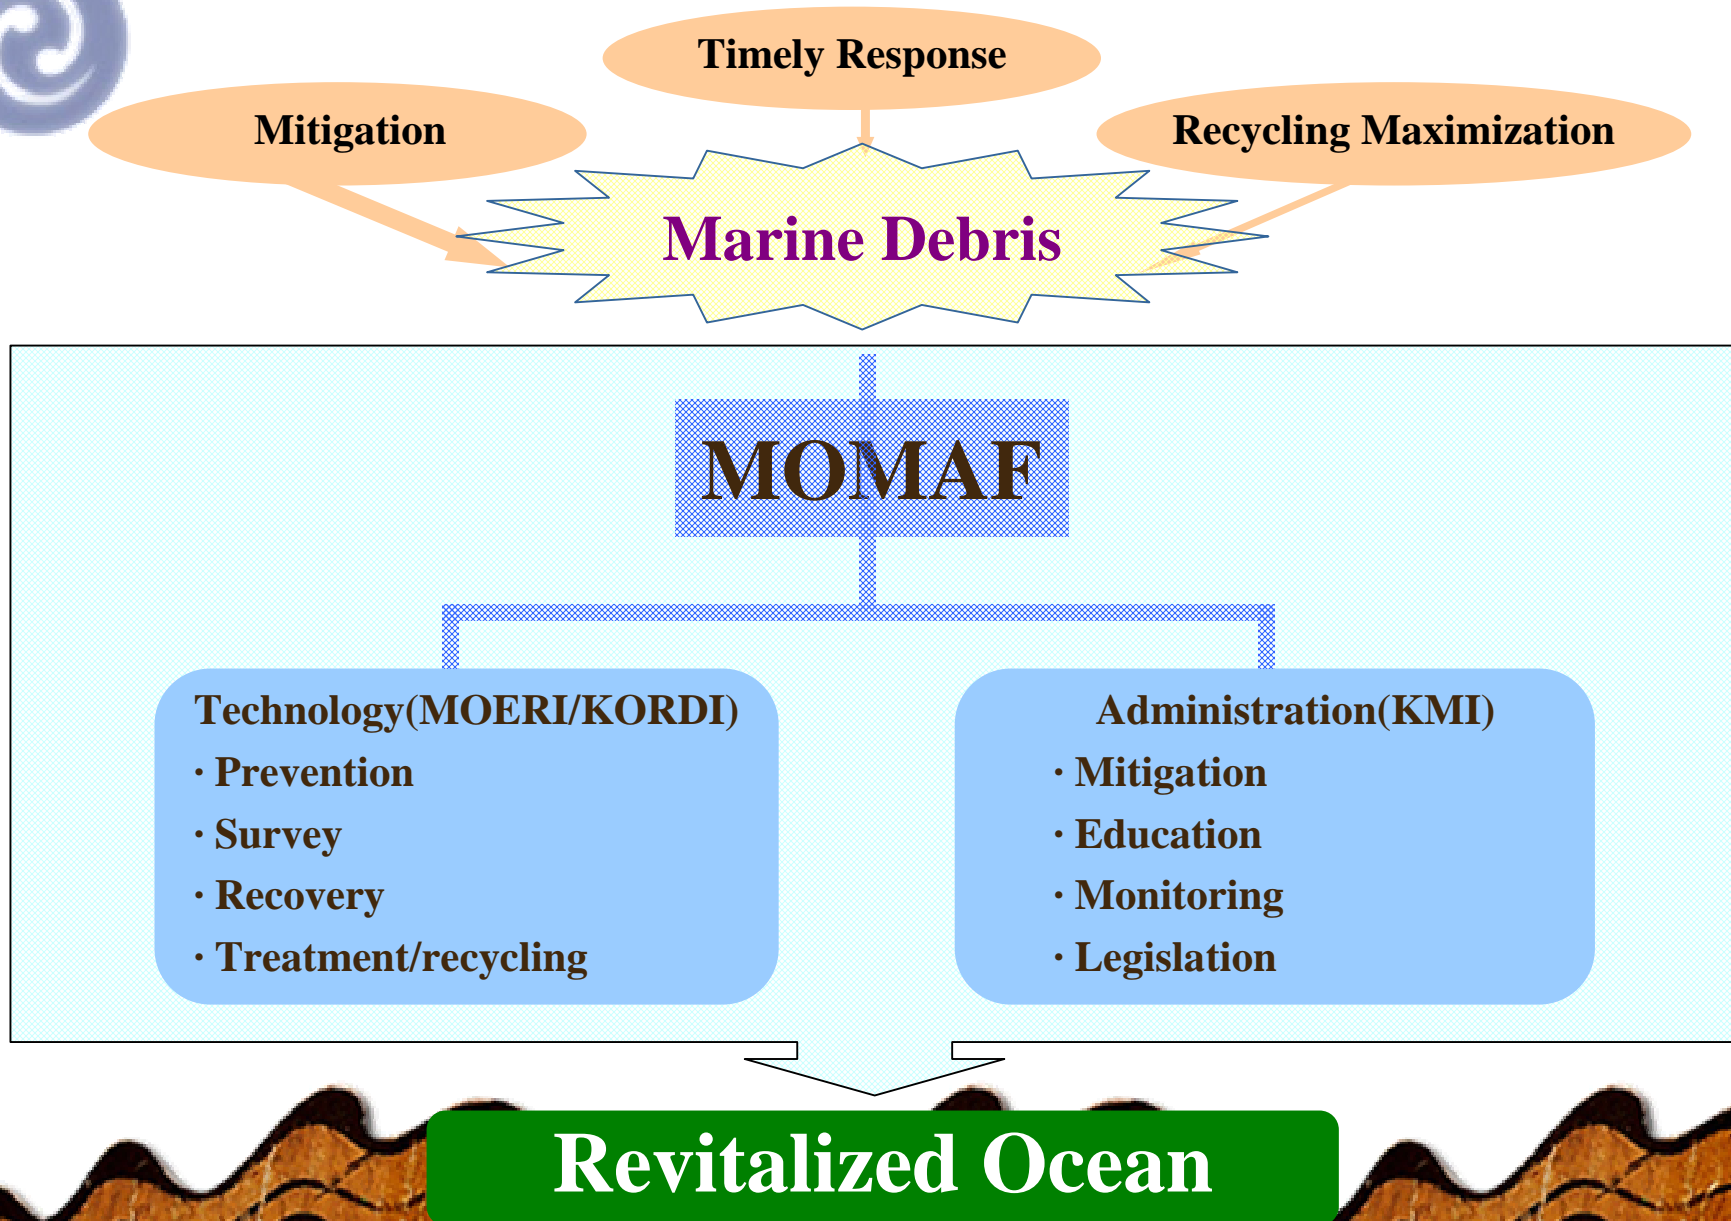 Timely Response
Mitigation
Recycling Maximization
Marine Debris
MOMAF
Technology(MOERI/KORDI)
· Prevention
· Survey
· Recovery
· Treatment/recycling
Administration(KMI)
· Mitigation
· Education
· Monitoring
· Legislation
Revitalized Ocean